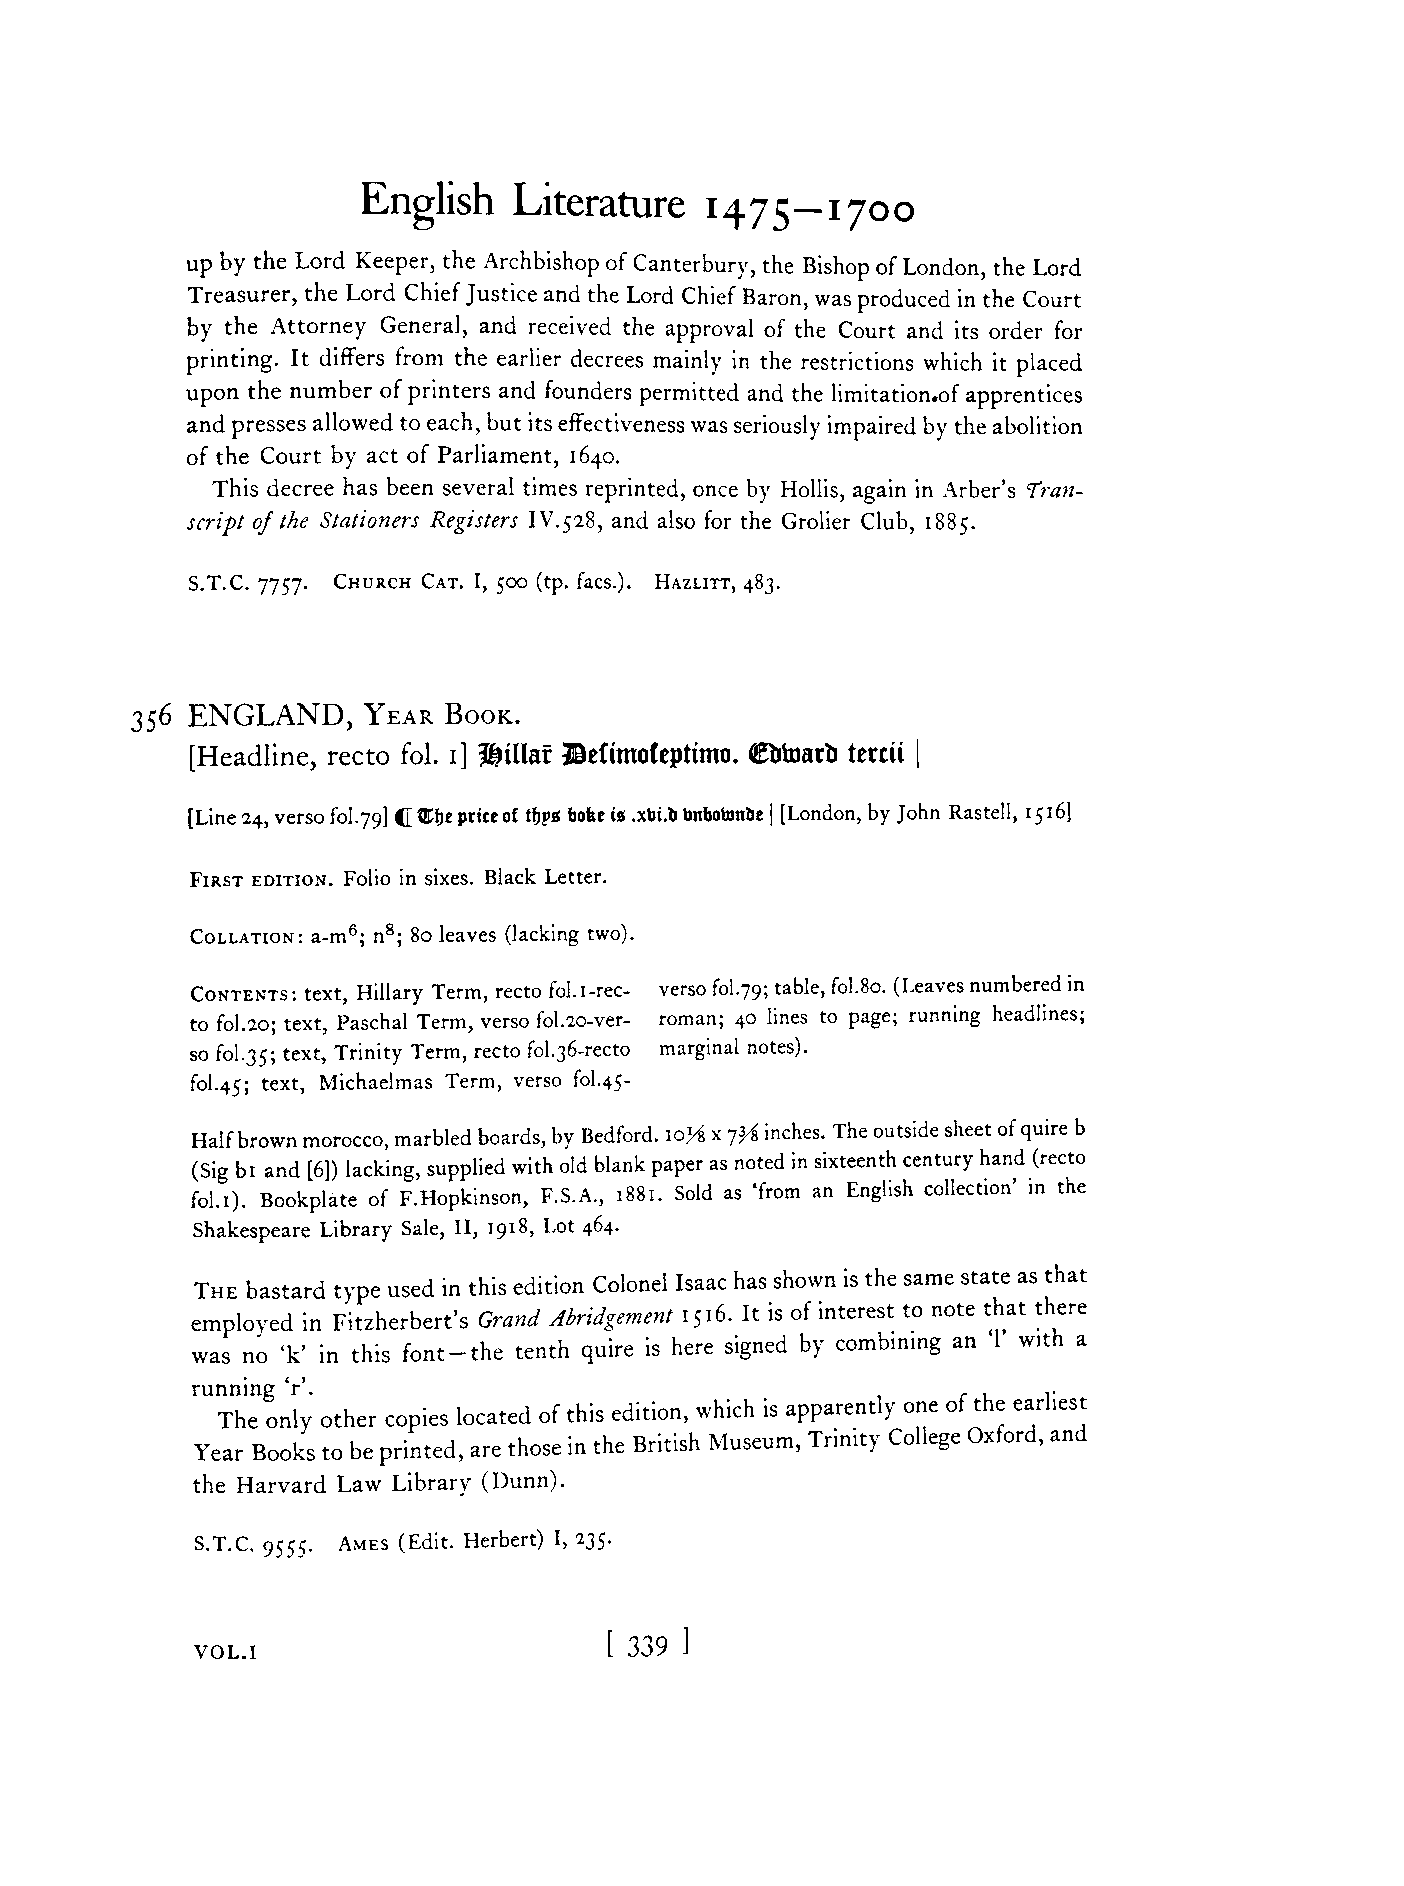 English Literature 1475–1700
up by the Lord Keeper, the Archbishop of Canterbury, the Bishop of London, the Lord
Treasurer, the Lord Chief Justice and the Lord Chief Baron, was produced in the Court
by the Attorney General, and received the approval of the Court and its order for
printing. It differs from the earlier decrees mainly in the restrictions which it placed
upon the number of printers and founders permitted and the limitation.of apprentices
and presses allowed to each, but its effectiveness was seriously impaired by the abolition
of the Court by act of Parliament, 1640.
This decree has been several times reprinted, once by Hollis, again in Arber's Tran-
script of the Stationers Registers IV.528, and also for the Grolier Club, 1885.
S.T.C. 7757. Church Cat. I, 500 (tp. facs.). Hazlitt, 483.
356 ENGLAND, Year Book.
[Headline, recto fol. 1] Hillar̄ Deſimoſeptimo. Edward tercii |
[Line 24, verso fol.79] ¶ The price of thys boke is .xvi.d vnbownde | [London, by John Rastell, 1516]
First edition. Folio in sixes. Black Letter.
Collation: a-m⁶; n⁸; 80 leaves (lacking two).
Contents: text, Hillary Term, recto fol.1-rec-
to fol.20; text, Paschal Term, verso fol.20-ver-
so fol.35; text, Trinity Term, recto fol.36-recto
fol.45; text, Michaelmas Term, verso fol.45-
verso fol.79; table, fol.80. (Leaves numbered in
roman; 40 lines to page; running headlines;
marginal notes).
Half brown morocco, marbled boards, by Bedford. 10⅛ x 7⅜ inches. The outside sheet of quire b
(Sig b1 and [6]) lacking, supplied with old blank paper as noted in sixteenth century hand (recto
fol.1). Bookplate of F.Hopkinson, F.S.A., 1881. Sold as 'from an English collection' in the
Shakespeare Library Sale, II, 1918, Lot 464.
The bastard type used in this edition Colonel Isaac has shown is the same state as that
employed in Fitzherbert's Grand Abridgement 1516. It is of interest to note that there
was no 'k' in this font—the tenth quire is here signed by combining an 'l' with a
running 'r'.
The only other copies located of this edition, which is apparently one of the earliest
Year Books to be printed, are those in the British Museum, Trinity College Oxford, and
the Harvard Law Library (Dunn).
S.T.C. 9555. Ames (Edit. Herbert) I, 235.
VOL.I [ 339 ]